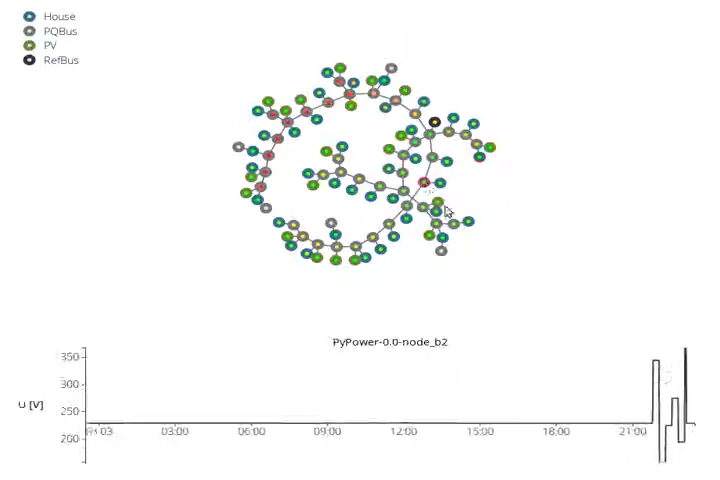 House
PQBus
PV
RefBus
PyPower-0.0-node_b2
350
300
U [V]
250
200
03:00
06:00
09:00
12:00
15:00
18:00
21:00